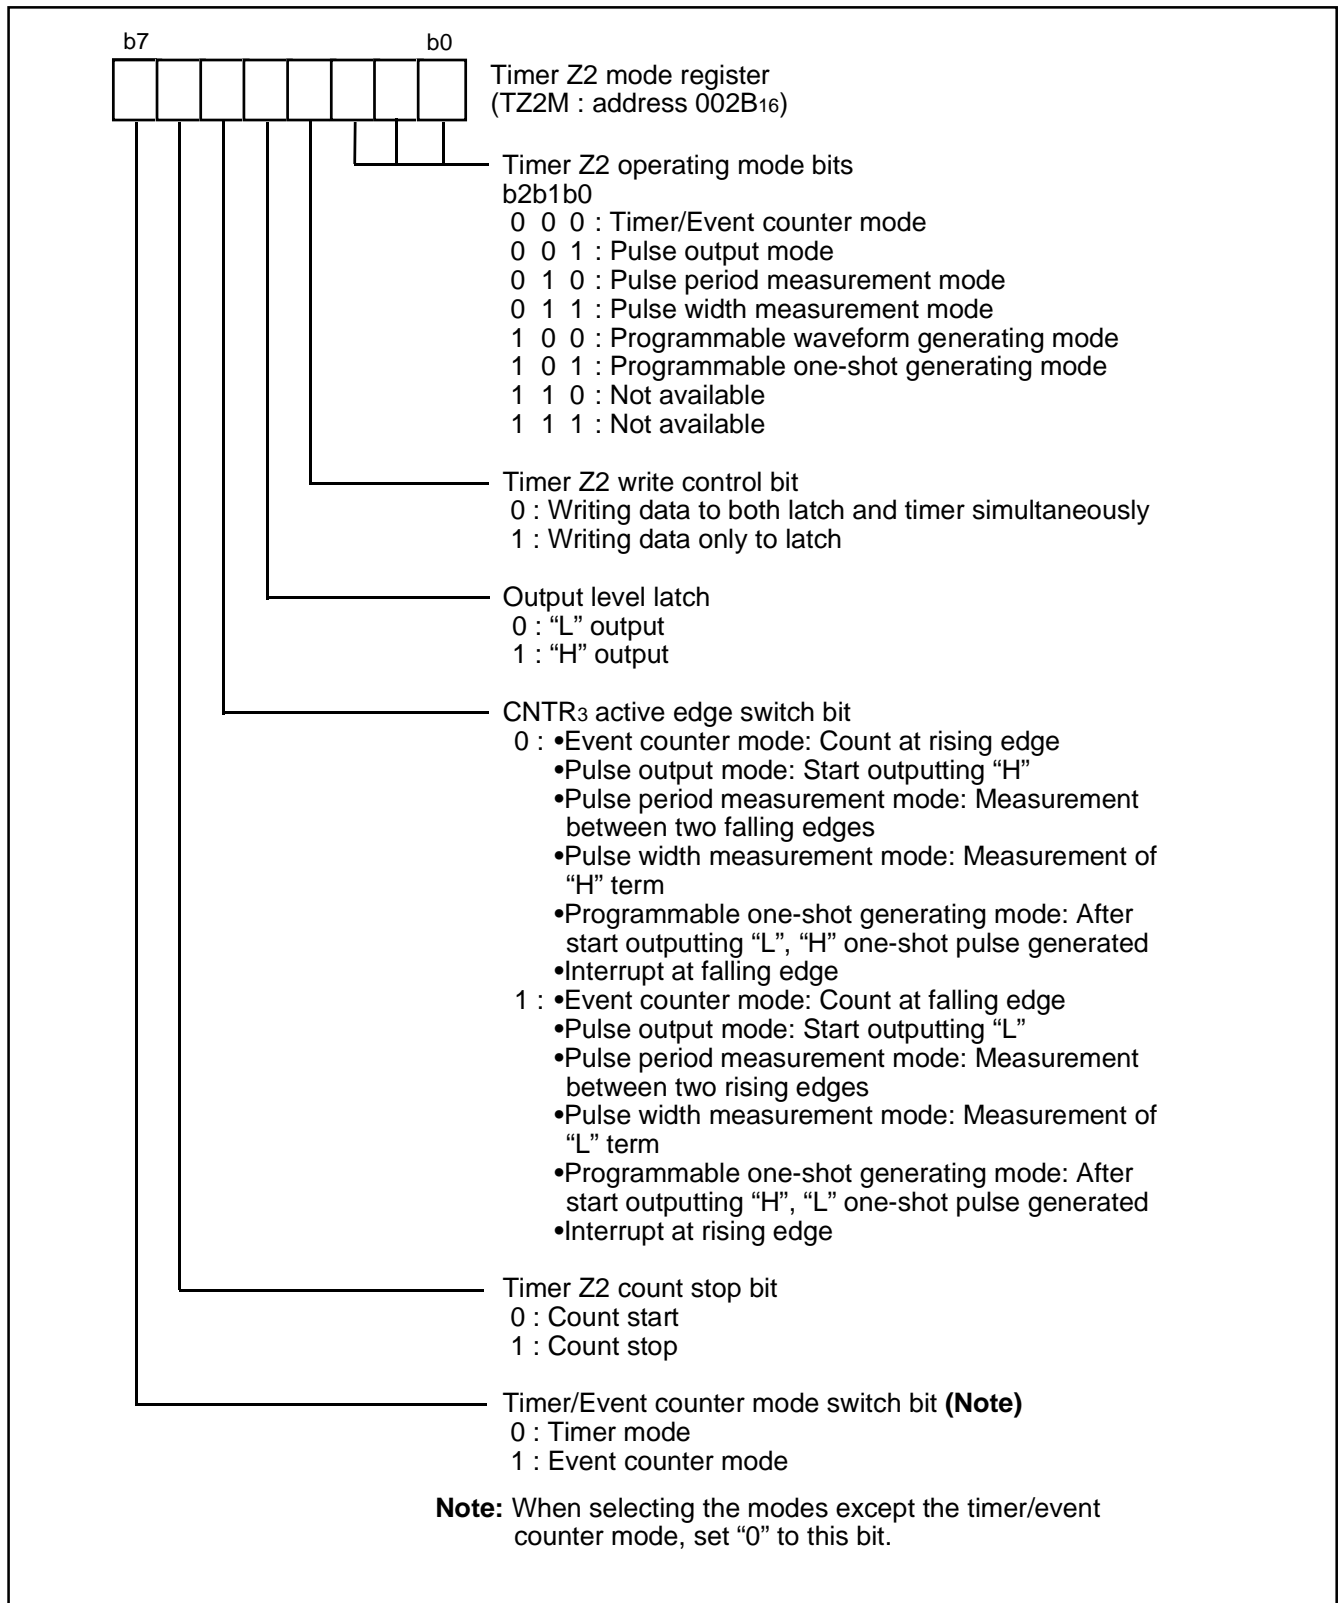 b7 b0
Timer Z2 mode register
(TZ2M : address 002B16)
Timer Z2 operating mode bits
b2b1b0
0 0 0 : Timer/Event counter mode
0 0 1 : Pulse output mode
0 1 0 : Pulse period measurement mode
0 1 1 : Pulse width measurement mode
1 0 0 : Programmable waveform generating mode
1 0 1 : Programmable one-shot generating mode
1 1 0 : Not available
1 1 1 : Not available
Timer Z2 write control bit
0 : Writing data to both latch and timer simultaneously
1 : Writing data only to latch
Output level latch
0 : “L” output
1 : “H” output
CNTR3 active edge switch bit
0 : •Event counter mode: Count at rising edge
•Pulse output mode: Start outputting “H”
•Pulse period measurement mode: Measurement
between two falling edges
•Pulse width measurement mode: Measurement of
“H” term
•Programmable one-shot generating mode: After
start outputting “L”, “H” one-shot pulse generated
•Interrupt at falling edge
1 : •Event counter mode: Count at falling edge
•Pulse output mode: Start outputting “L”
•Pulse period measurement mode: Measurement
between two rising edges
•Pulse width measurement mode: Measurement of
“L” term
•Programmable one-shot generating mode: After
start outputting “H”, “L” one-shot pulse generated
•Interrupt at rising edge
Timer Z2 count stop bit
0 : Count start
1 : Count stop
Timer/Event counter mode switch bit (Note)
0 : Timer mode
1 : Event counter mode
Note: When selecting the modes except the timer/event
counter mode, set “0” to this bit.